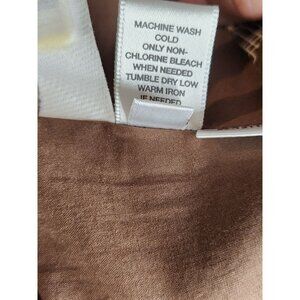 MACHINE WASH
COLD
ONLY NON-
CHLORINE BLEACH
WHEN NEEDED
TUMBLE DRY LOW
WARM IRON
IF NEEDED